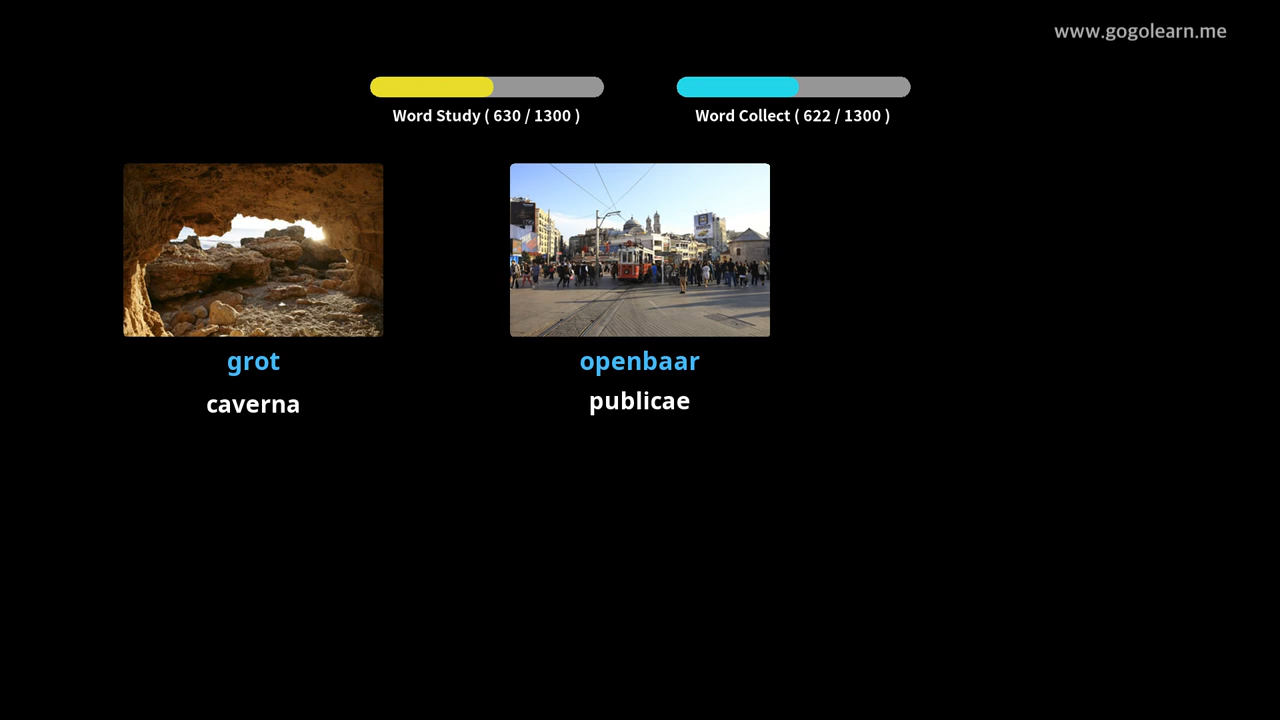 www.gogolearn.me
Word Study ( 630 / 1300 )
Word Collect ( 622 / 1300 )
grot
openbaar
caverna
publicae